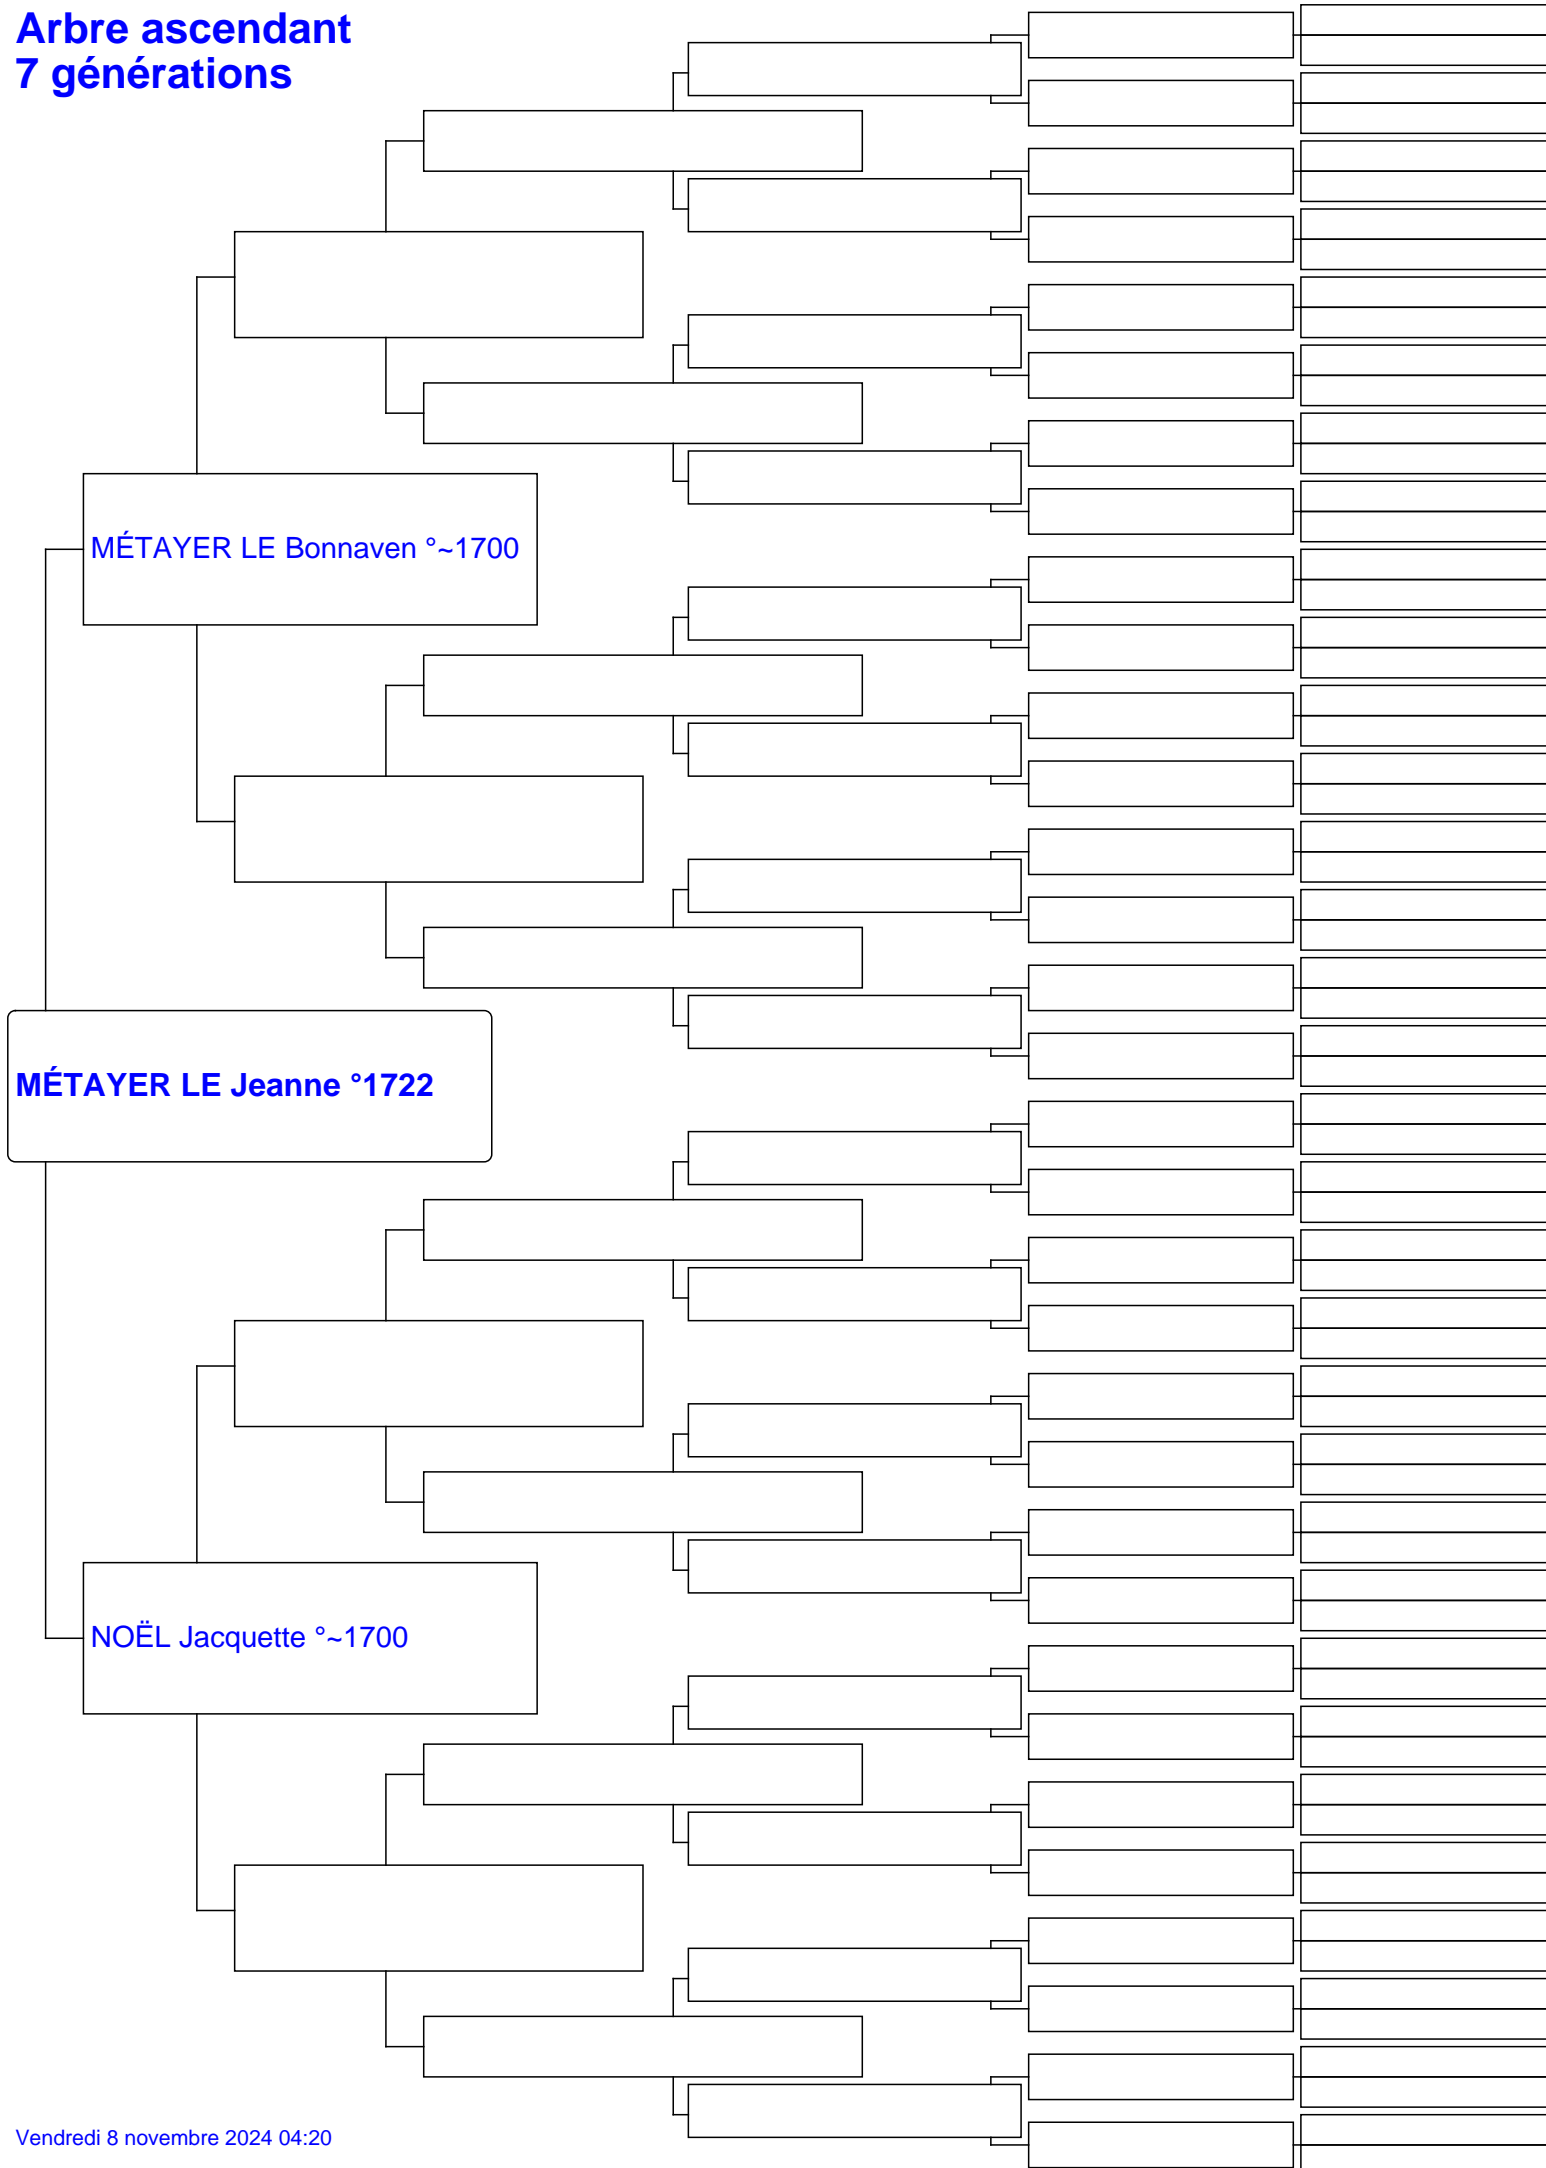 Arbre ascendant
7 générations
MÉTAYER LE Bonnaven °~1700
MÉTAYER LE Jeanne °1722
NOËL Jacquette °~1700
Vendredi 8 novembre 2024 04:20